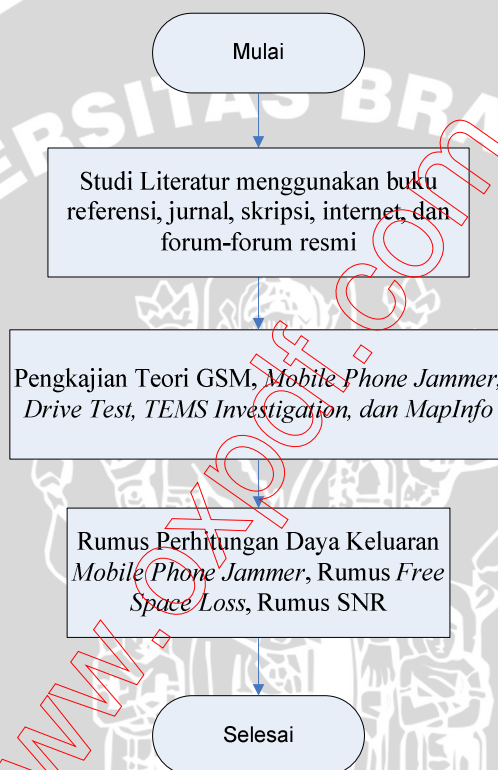 Mulai
ERSITAS BRA
Studi Literatur menggunakan buku
referensi, jurnal, skripsi, internet, dan
forum-forum resmi
Pengkajian Teori GSM, Mobile Phone Jammer,
Drive Test, TEMS Investigation, dan MapInfo
Rumus Perhitungan Daya Keluaran
Mobile Phone Jammer, Rumus Free
Space Loss, Rumus SNR
Selesai
www.oxpdf.com